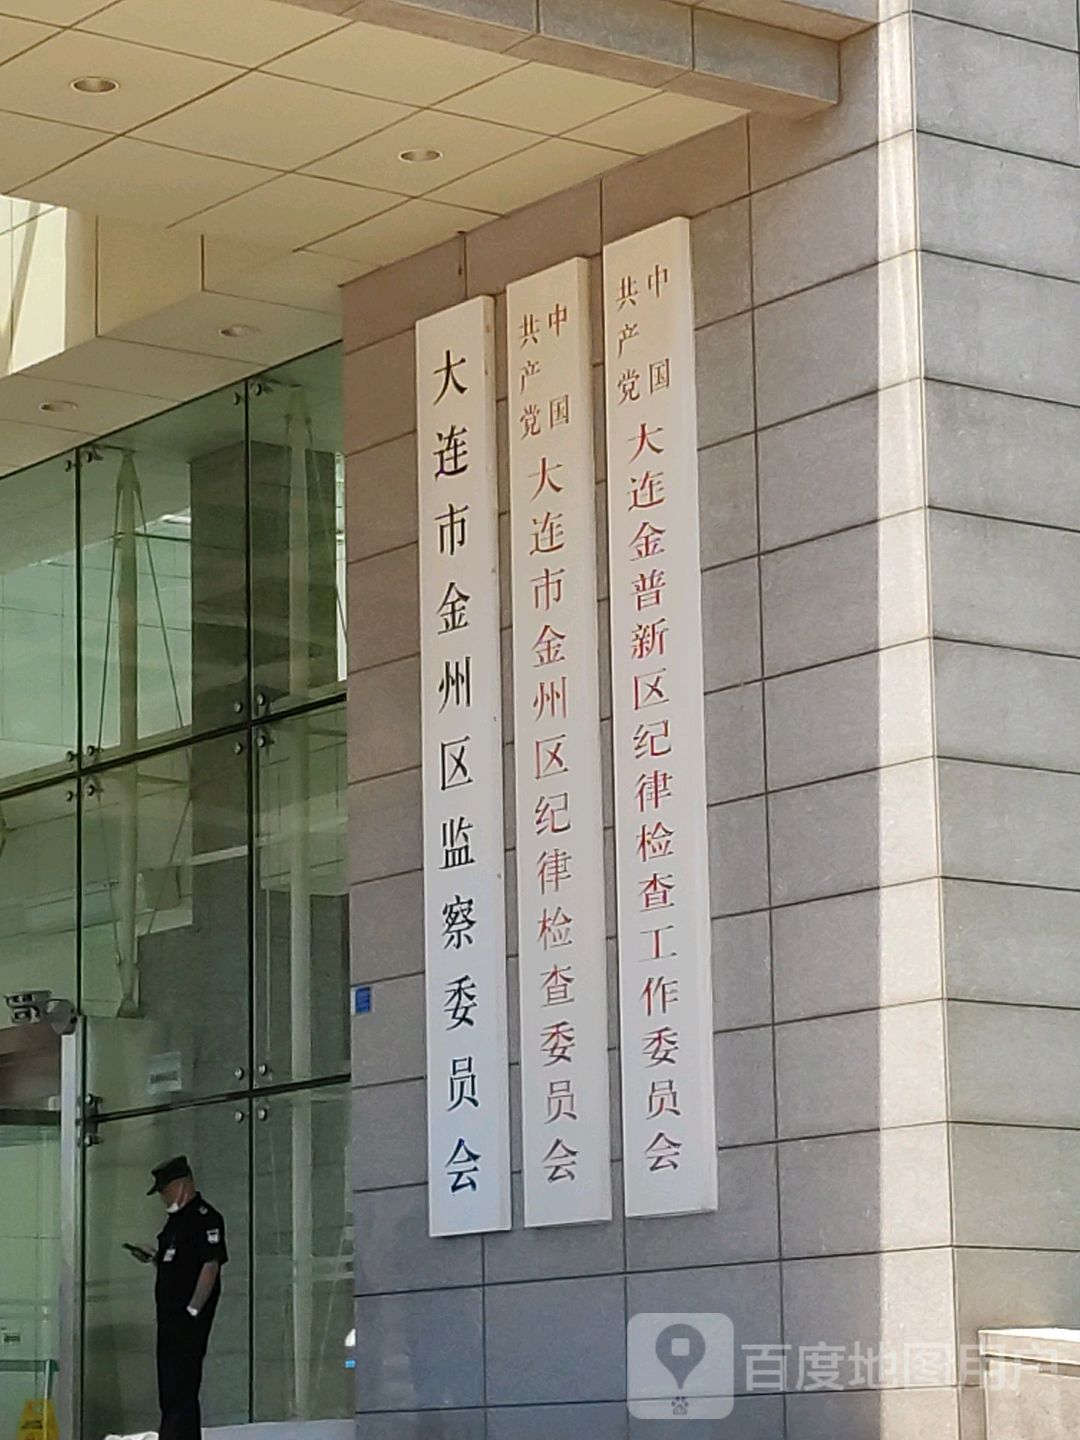 中国共产党大连金普新区纪律检查工作委员会
中国共产党大连市金州区纪律检查委员会
大连市金州区监察委员会
百度地图用户